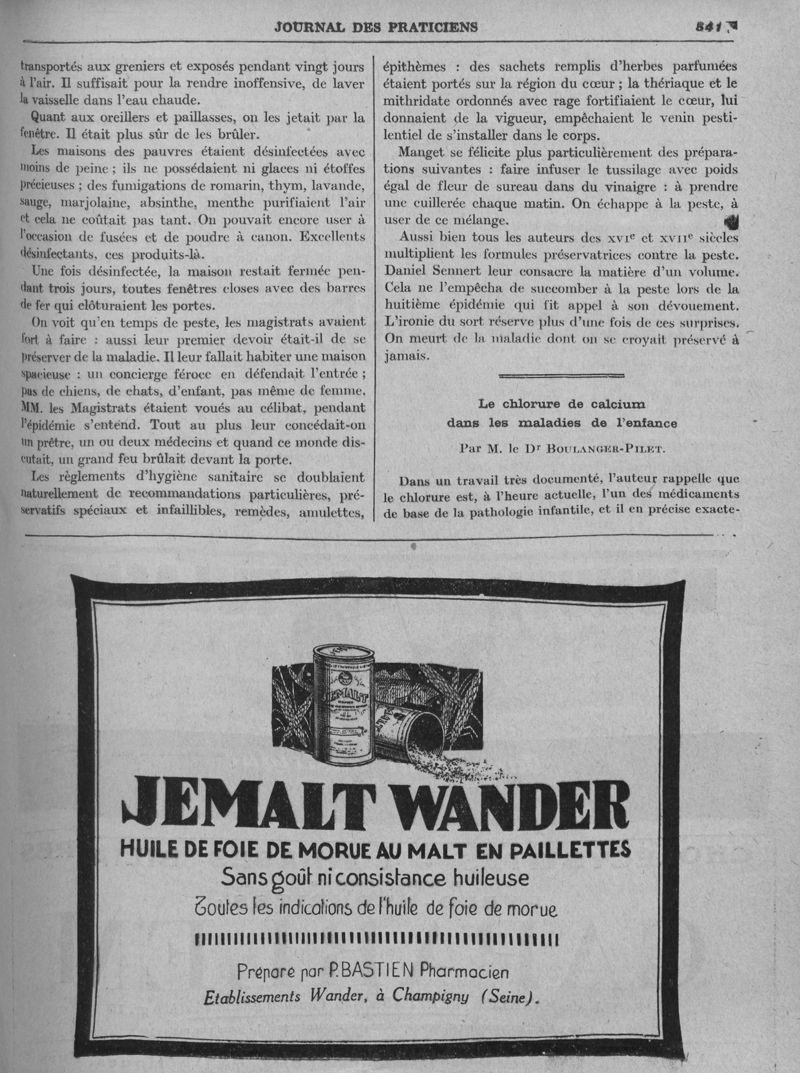 JOURNAL DES PRATICIENS
841
transportés aux greniers et exposés pendant vingt jours
à l'air. Il suffisait pour la rendre inoffensive, de laver
la vaisselle dans l'eau chaude.
Quant aux oreillers et paillasses, on les jetait par la
fenêtre. Il était plus sûr de les brûler.
Les maisons des pauvres étaient désinfectées avec
moins de peine ; ils ne possédaient ni glaces ni étoffes
précieuses ; des fumigations de romarin, thym, lavande,
sauge, marjolaine, absinthe, menthe purifiaient l'air
et cela ne coûtait pas tant. On pouvait encore user à
l'occasion de fusées et de poudre à canon. Excellents
désinfectants, ces produits-là.
Une fois désinfectée, la maison restait fermée pen-
dant trois jours, toutes fenêtres closes avec des barres
de fer qui clôturaient les portes.
On voit qu'en temps de peste, les magistrats avaient
fort à faire : aussi leur premier devoir était-il de se
préserver de la maladie. Il leur fallait habiter une maison
spacieuse : un concierge féroce en défendait l'entrée ;
pas de chiens, de chats, d'enfant, pas même de femme,
MM. les Magistrats étaient voués au célibat, pendant
l'épidémie s'entend. Tout au plus leur concédait-on
un prêtre, un ou deux médecins et quand ce monde dis-
cutait, un grand feu brûlait devant la porte.
Les règlements d'hygiène sanitaire se doublaient
naturellement de recommandations particulières, pré-
servatifs spéciaux et infaillibles, remèdes, amulettes,
épithèmes : des sachets remplis d'herbes parfumées
étaient portés sur la région du cœur ; la thériaque et le
mithridate ordonnés avec rage fortifiaient le cœur, lui
donnaient de la vigueur, empêchaient le venin pesti-
lentiel de s'installer dans le corps.
Manget se félicite plus particulièrement des prépara-
tions suivantes : faire infuser le tussilage avec poids
égal de fleur de sureau dans du vinaigre : à prendre
une cuillerée chaque matin. On échappe à la peste, à
user de ce mélange.
Aussi bien tous les auteurs des XVIe et XVIIe siècles
multiplient les formules préservatrices contre la peste.
Daniel Sennert leur consacre la matière d'un volume.
Cela ne l'empêcha de succomber à la peste lors de la
huitième épidémie qui fit appel à son dévouement.
L'ironie du sort réserve plus d'une fois de ces surprises.
On meurt de la maladie dont on se croyait préservé à
jamais.
Le chlorure de calcium
dans les maladies de l'enfance
Par M. le Dr BOULANGER-PILET.
Dans un travail très documenté, l'auteur rappelle que
le chlorure est, à l'heure actuelle, l'un des médicaments
de base de la pathologie infantile, et il en précise exacte-
JEMALT
JEMALT WANDER
HUILE DE FOIE DE MORUE AU MALT EN PAILLETTES
Sans goût ni consistance huileuse
Toutes les indications de l'huile de foie de morue
Préparé par P. BASTIEN Pharmacien
Etablissements Wander, à Champigny (Seine).